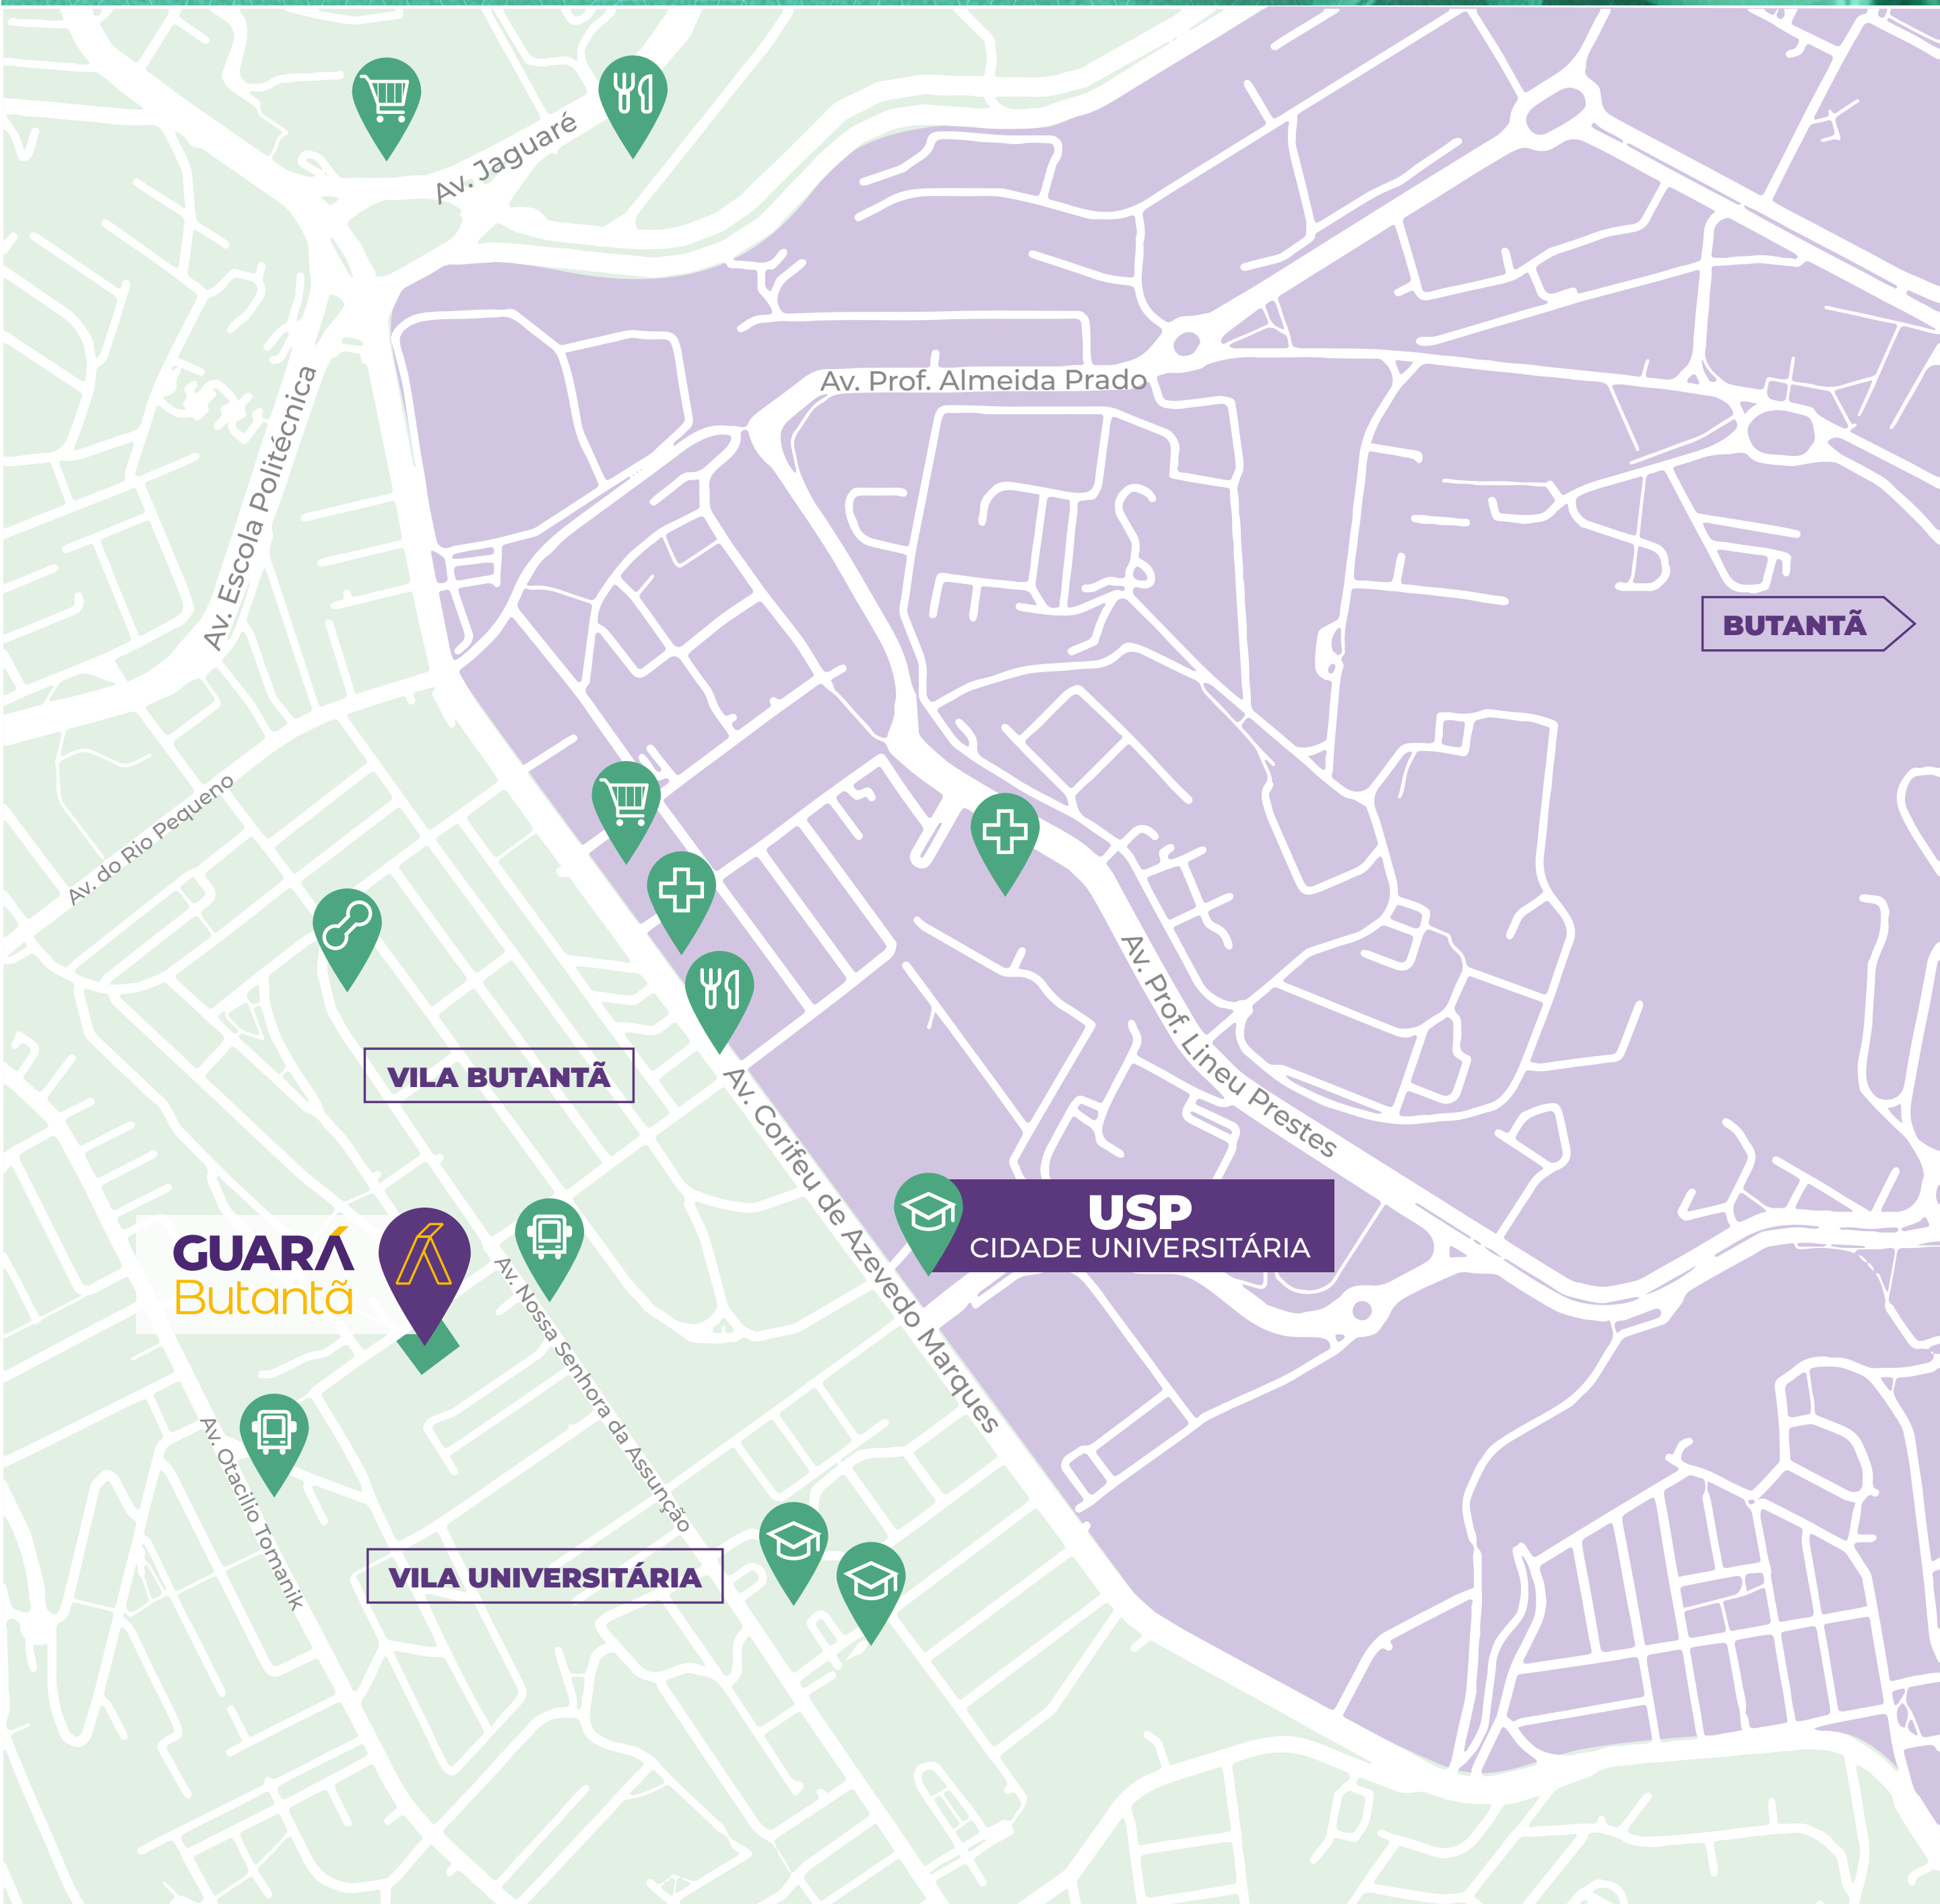 Av. Jaguaré
Av. Escola Politécnica
Av. Prof. Almeida Prado
BUTANTÃ
Av. do Rio Pequeno
VILA BUTANTÃ
Av. Prof. Lineu Prestes
Av. Corifeu de Azevedo Marques
USP
CIDADE UNIVERSITÁRIA
GUARÁ
Butantã
Av. Nossa Senhora da Assunção
Av. Otacilio Tomanik
VILA UNIVERSITÁRIA